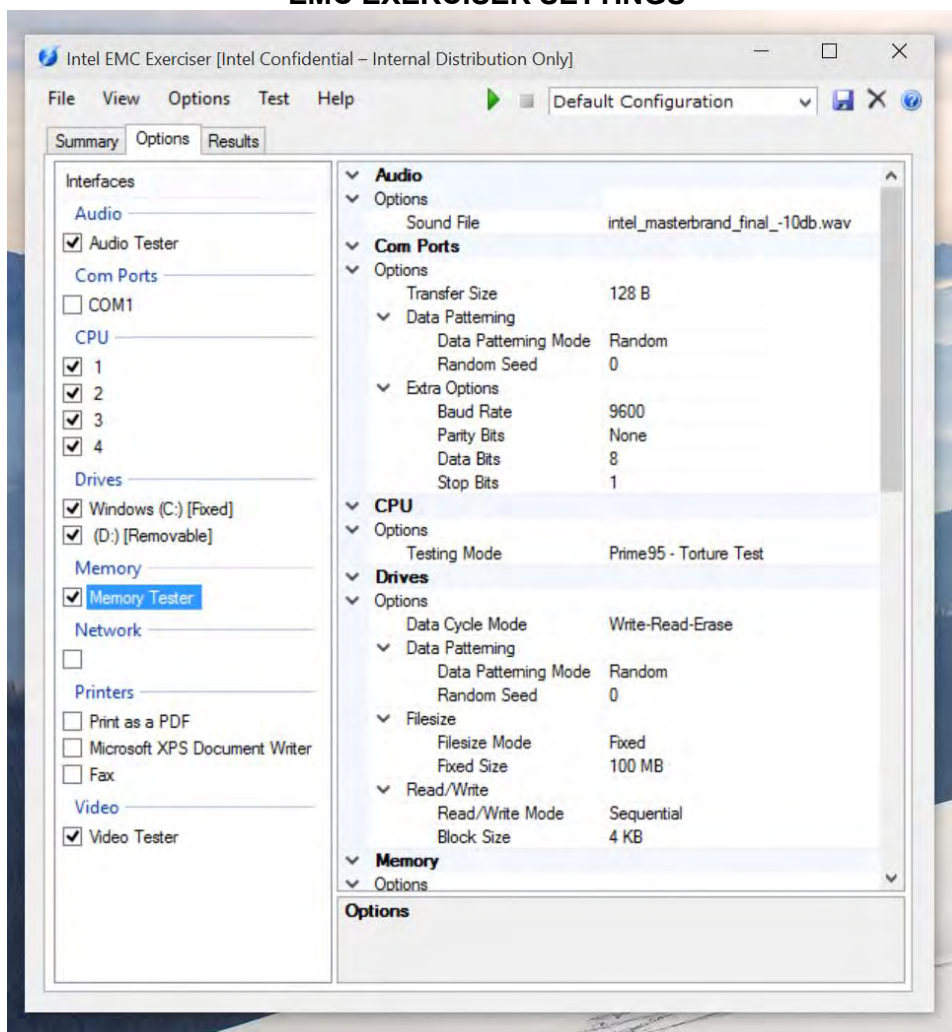 EMC EXERCISER SETTINGS
Intel EMC Exerciser [Intel Confidential – Internal Distribution Only]
File View Options Test Help Default Configuration
Summary Options Results
Interfaces
Audio
Audio Tester
Com Ports
COM1
CPU
1
2
3
4
Drives
Windows (C:) [Fixed]
(D:) [Removable]
Memory
Memory Tester
Network
Printers
Print as a PDF
Microsoft XPS Document Writer
Fax
Video
Video Tester
Audio
Options
Sound File intel_masterbrand_final_-10db.wav
Com Ports
Options
Transfer Size 128 B
Data Patterning
Data Patterning Mode Random
Random Seed 0
Extra Options
Baud Rate 9600
Parity Bits None
Data Bits 8
Stop Bits 1
CPU
Options
Testing Mode Prime95 - Torture Test
Drives
Options
Data Cycle Mode Write-Read-Erase
Data Patterning
Data Patterning Mode Random
Random Seed 0
Filesize
Filesize Mode Fixed
Fixed Size 100 MB
Read/Write
Read/Write Mode Sequential
Block Size 4 KB
Memory
Options
Options